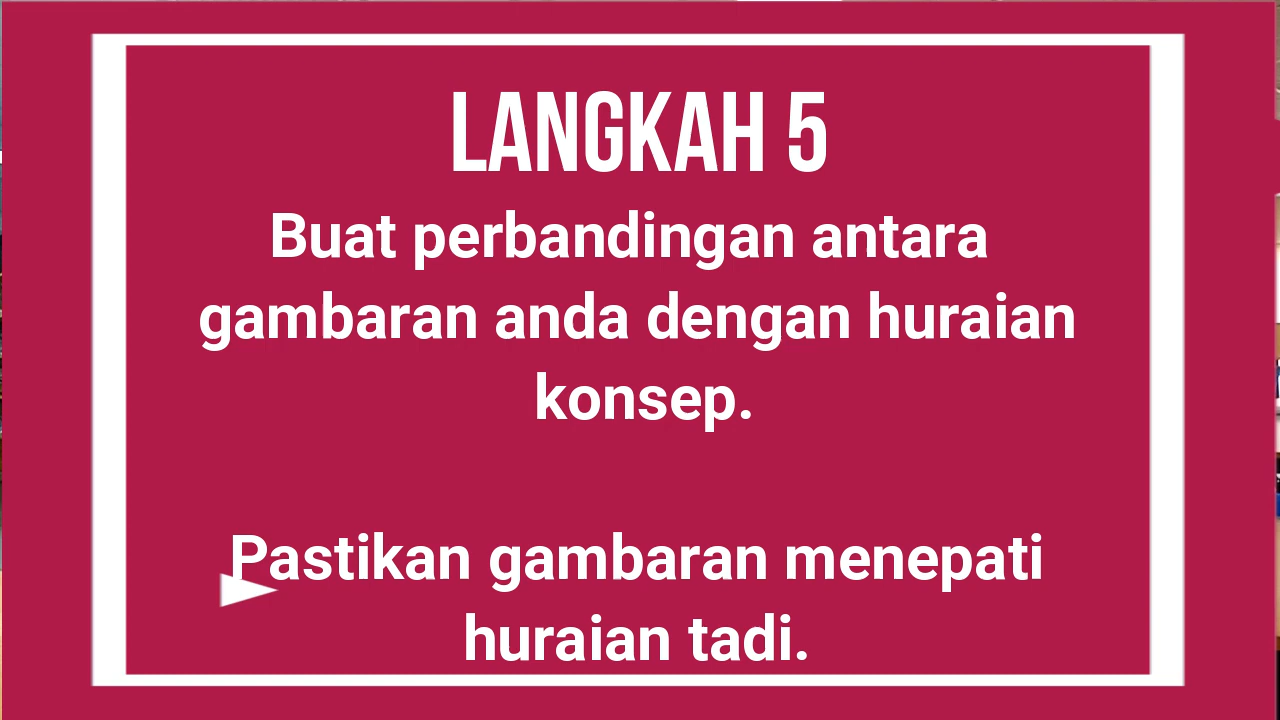 LANGKAH 5
Buat perbandingan antara
gambaran anda dengan huraian
konsep.
Pastikan gambaran menepati
huraian tadi.